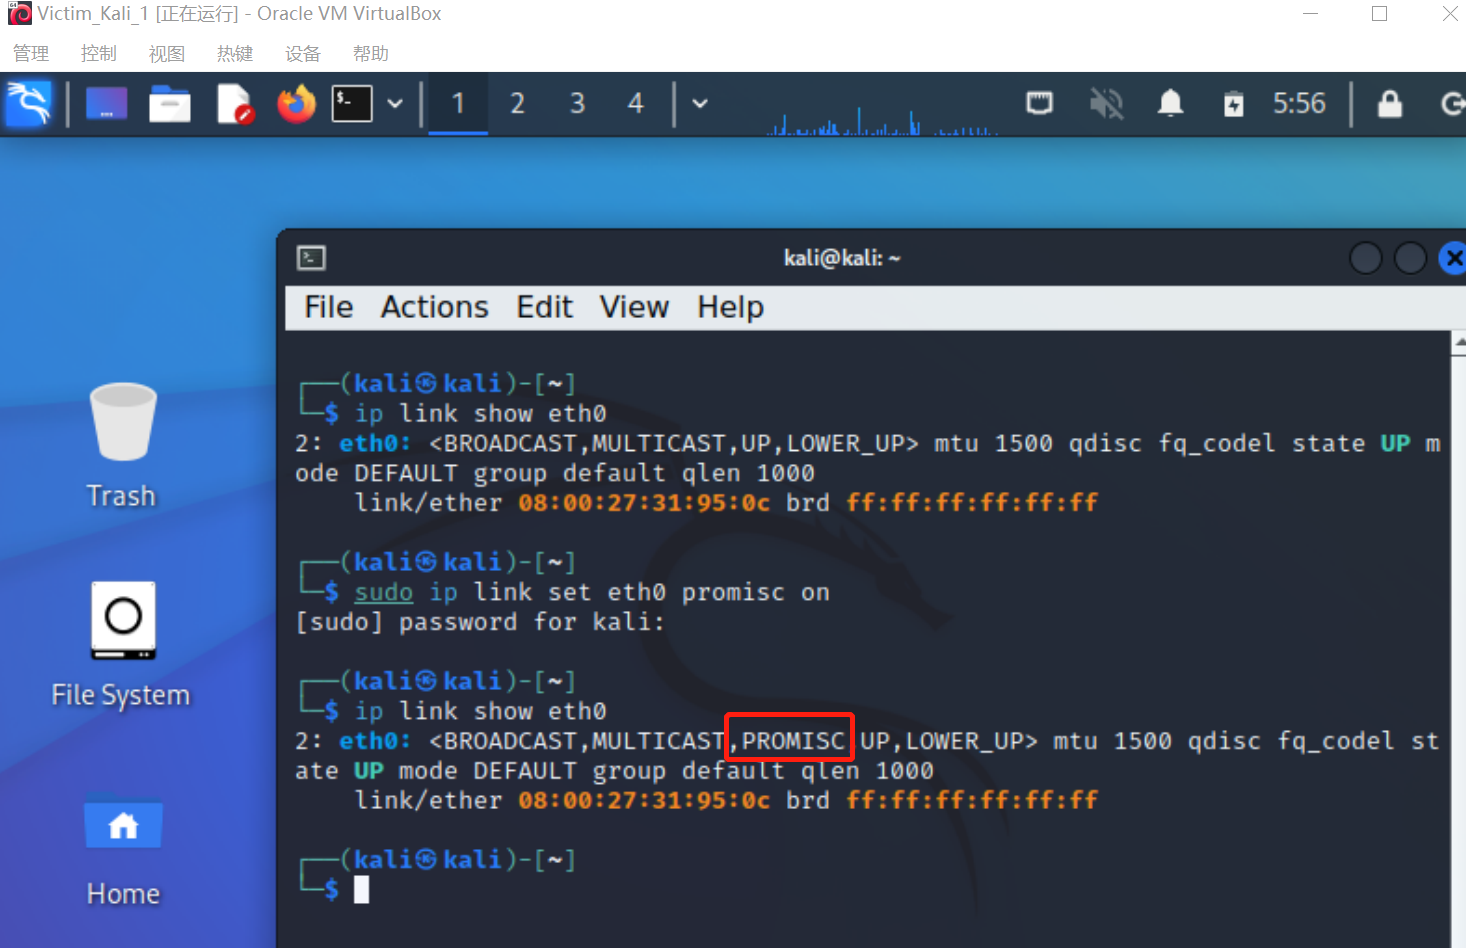 Victim_Kali_1 [正在运行] - Oracle VM VirtualBox
管理 控制 视图 热键 设备 帮助
1 2 3 4 5:56
kali@kali: ~
File Actions Edit View Help
┌──(kali㉿kali)-[~]
└─$ ip link show eth0
2: eth0: <BROADCAST,MULTICAST,UP,LOWER_UP> mtu 1500 qdisc fq_codel state UP m
ode DEFAULT group default qlen 1000
link/ether 08:00:27:31:95:0c brd ff:ff:ff:ff:ff:ff
┌──(kali㉿kali)-[~]
└─$ sudo ip link set eth0 promisc on
[sudo] password for kali:
┌──(kali㉿kali)-[~]
└─$ ip link show eth0
2: eth0: <BROADCAST,MULTICAST,PROMISC UP,LOWER_UP> mtu 1500 qdisc fq_codel st
ate UP mode DEFAULT group default qlen 1000
link/ether 08:00:27:31:95:0c brd ff:ff:ff:ff:ff:ff
┌──(kali㉿kali)-[~]
└─$
Trash
File System
Home